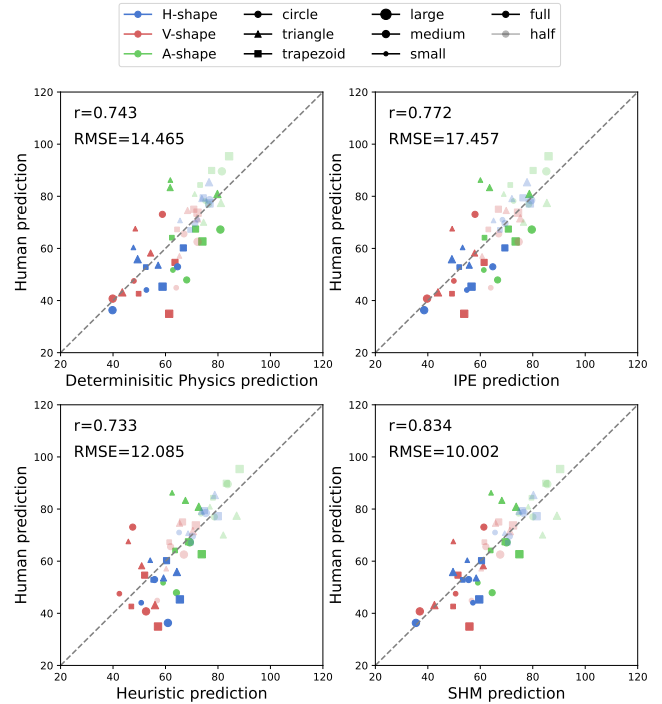 H-shape circle large full
V-shape triangle medium half
A-shape trapezoid small
r=0.743
RMSE=14.465
Human prediction
120
100
80
60
40
20
20 40 60 80 100 120
Determinisitic Physics prediction
r=0.772
RMSE=17.457
Human prediction
120
100
80
60
40
20
20 40 60 80 100 120
IPE prediction
r=0.733
RMSE=12.085
Human prediction
120
100
80
60
40
20
20 40 60 80 100 120
Heuristic prediction
r=0.834
RMSE=10.002
Human prediction
120
100
80
60
40
20
20 40 60 80 100 120
SHM prediction